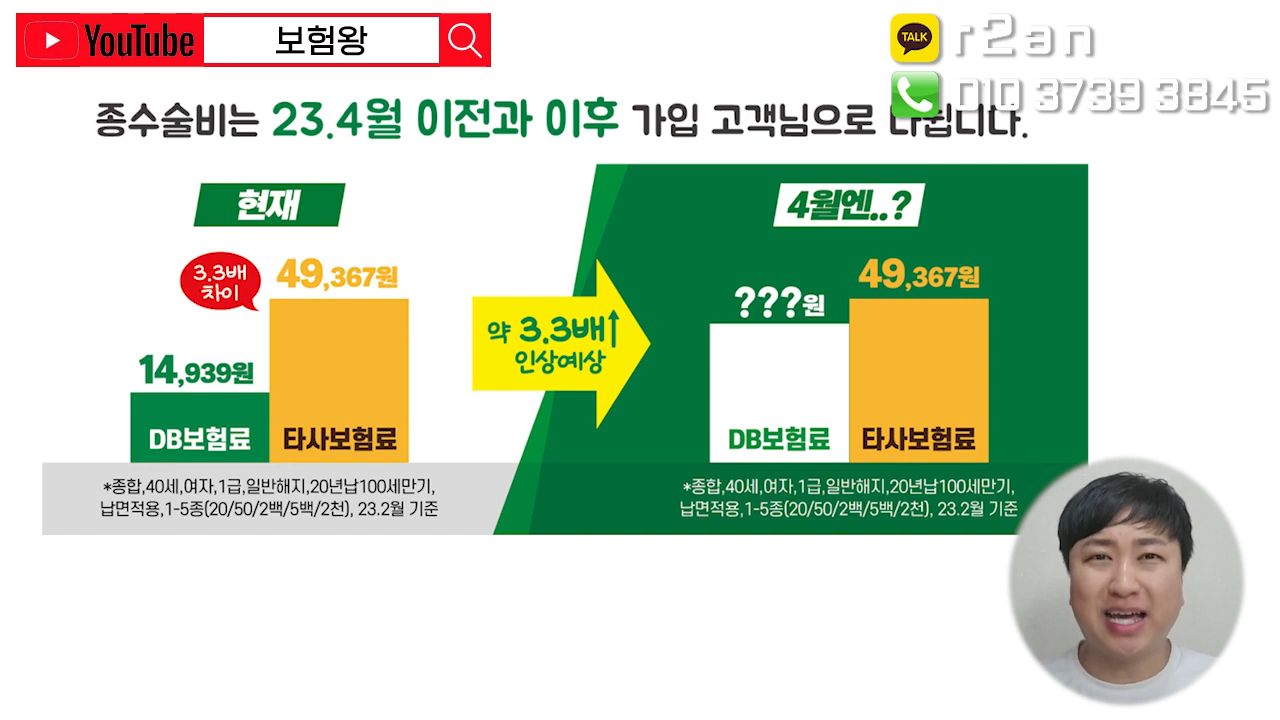 YouTube 보험왕
TALK r2an
010 3739 3845
종수술비는 23.4월 이전과 이후 가입 고객님으로 나뉩니다.
현재
3.3배
차이
49,367원
14,939원
DB보험료
타사보험료
*종합,40세,여자,1급,일반해지,20년납100세만기,
납면적용,1-5종(20/50/2백/5백/2천), 23.2월 기준
약 3.3배↑
인상예상
4월엔..?
???원
49,367원
DB보험료
타사보험료
*종합,40세,여자,1급,일반해지,20년납100세만기,
납면적용,1-5종(20/50/2백/5백/2천), 23.2월 기준